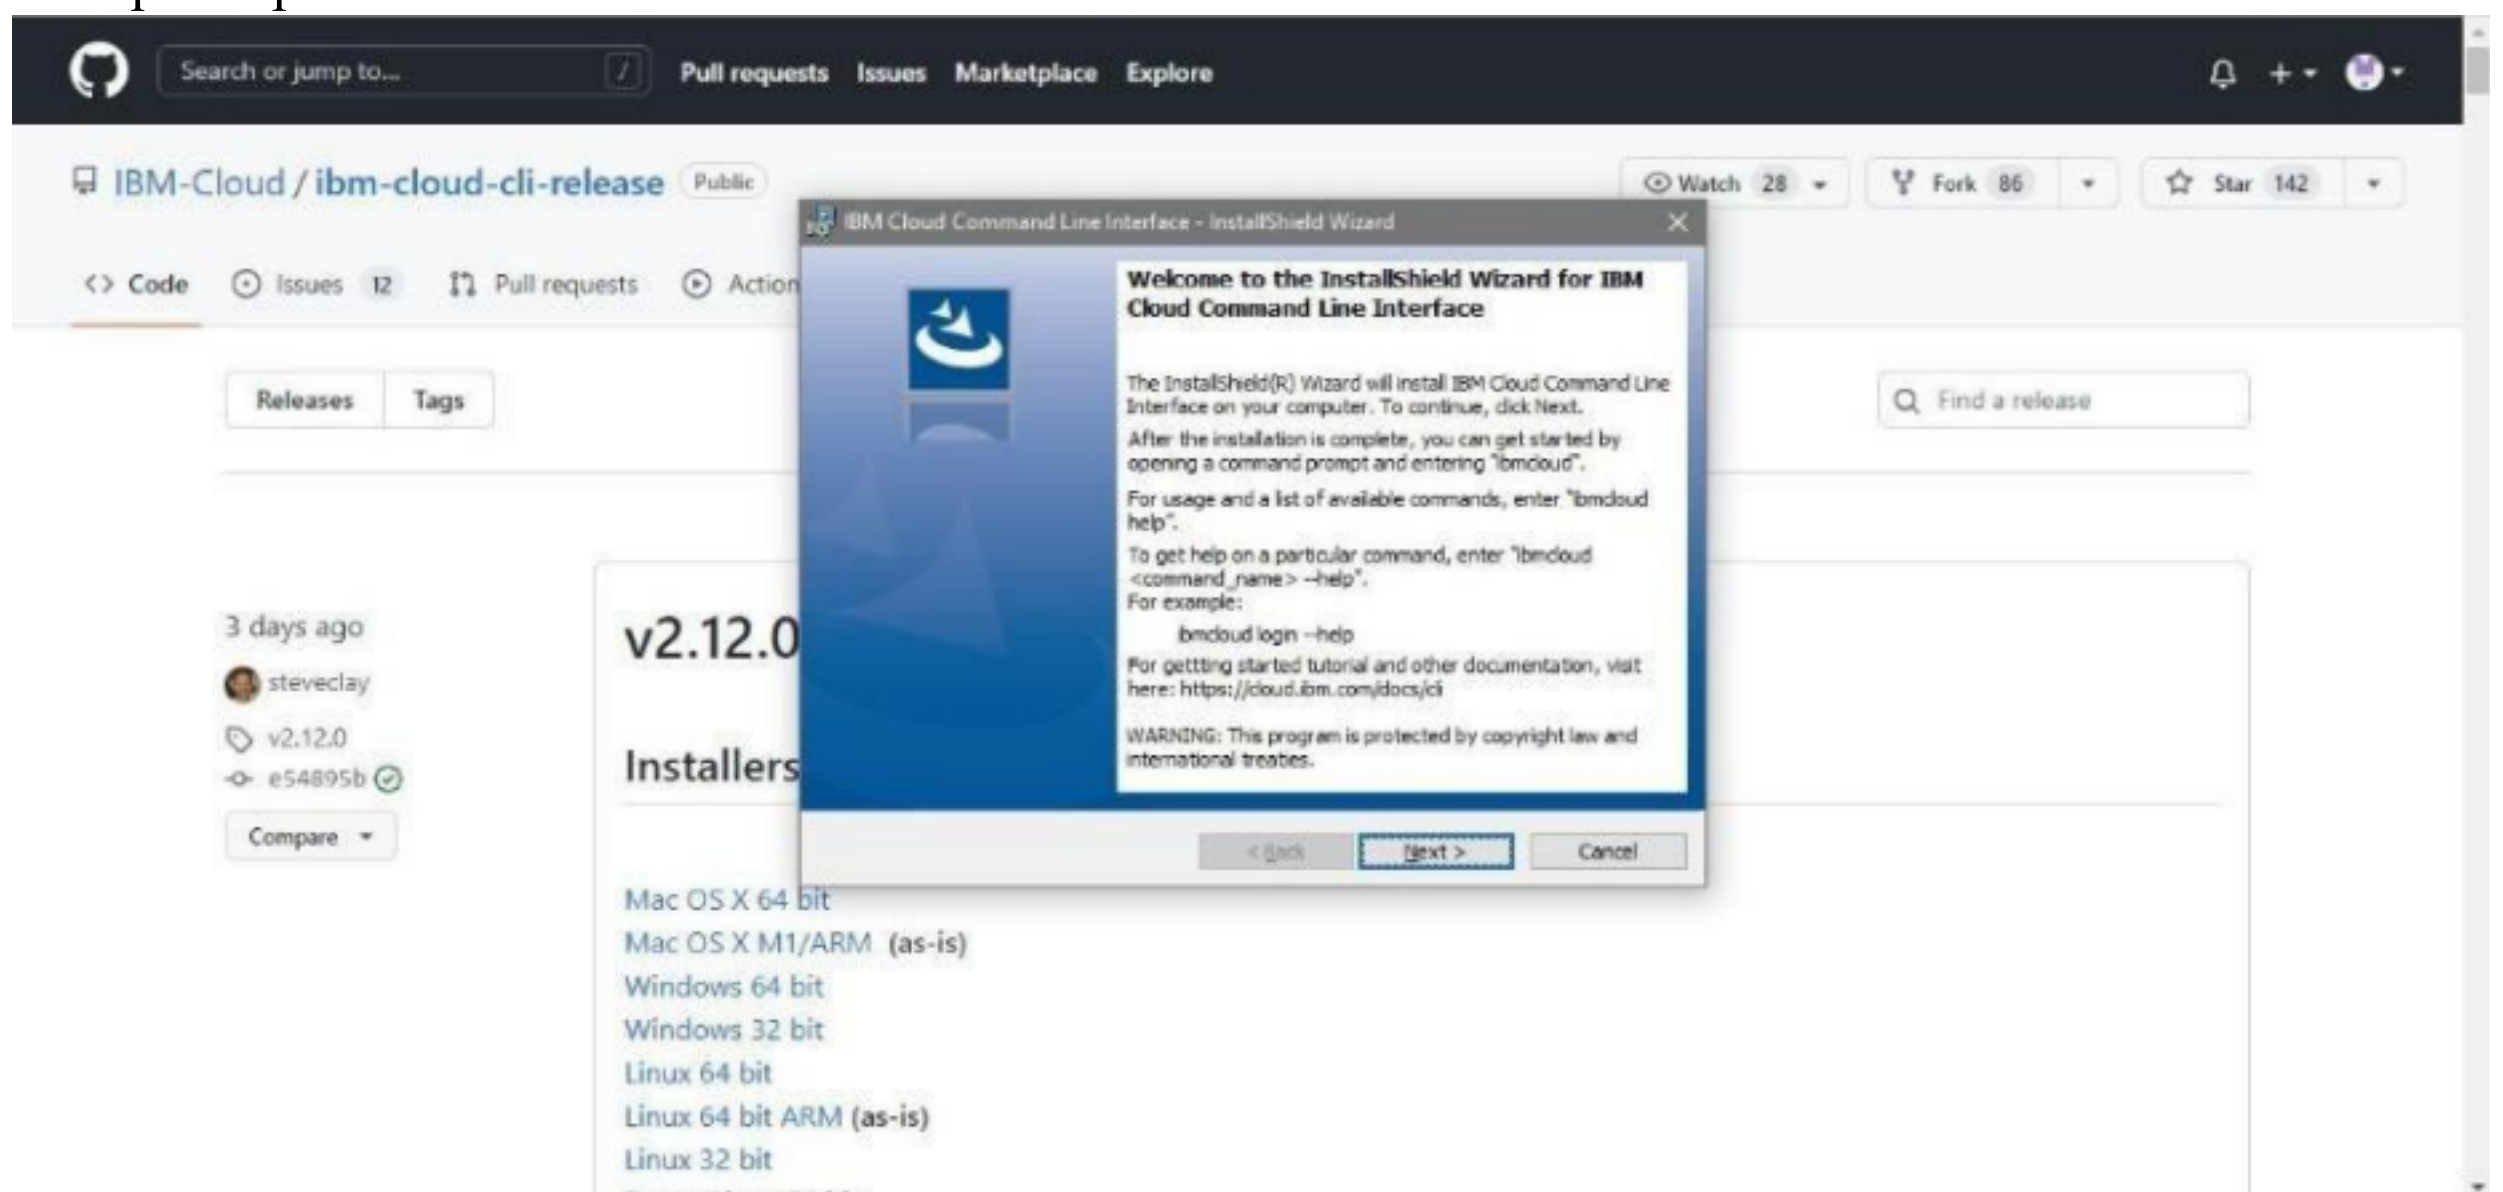 Search or jump to... /
Pull requests Issues Marketplace Explore
IBM-Cloud / ibm-cloud-cli-release Public
Watch 28 Fork 86 Star 142
IBM Cloud Command Line Interface - InstallShield Wizard
Code Issues 12 Pull requests Action
Welcome to the InstallShield Wizard for IBM
Cloud Command Line Interface
The InstallShield(R) Wizard will install IBM Cloud Command Line
Interface on your computer. To continue, click Next.
After the installation is complete, you can get started by
opening a command prompt and entering "ibmcloud".
For usage and a list of available commands, enter "ibmcloud
help".
To get help on a particular command, enter "ibmcloud
<command_name> --help".
For example:
ibmcloud login --help
For gettting started tutorial and other documentation, visit
here: https://cloud.ibm.com/docs/cli
WARNING: This program is protected by copyright law and
international treaties.
< Back Next > Cancel
Releases Tags
Find a release
3 days ago
steveclay
v2.12.0
e54895b
Compare
v2.12.0
Installers
Mac OS X 64 bit
Mac OS X M1/ARM (as-is)
Windows 64 bit
Windows 32 bit
Linux 64 bit
Linux 64 bit ARM (as-is)
Linux 32 bit